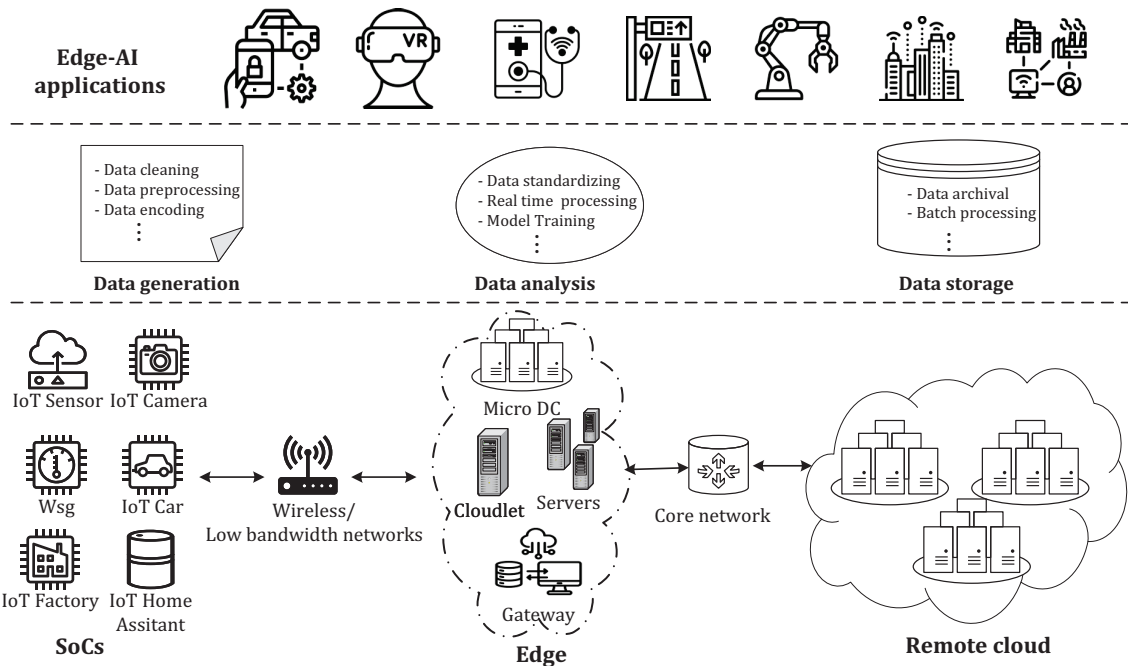 Edge-AI
applications
VR
- Data cleaning
- Data preprocessing
- Data encoding
Data generation
- Data standardizing
- Real time processing
- Model Training
Data analysis
- Data archival
- Batch processing
Data storage
IoT Sensor
IoT Camera
Wsg
IoT Car
IoT Factory
IoT Home
Assitant
SoCs
Wireless/
Low bandwidth networks
Micro DC
Cloudlet
Servers
Gateway
Edge
Core network
Remote cloud